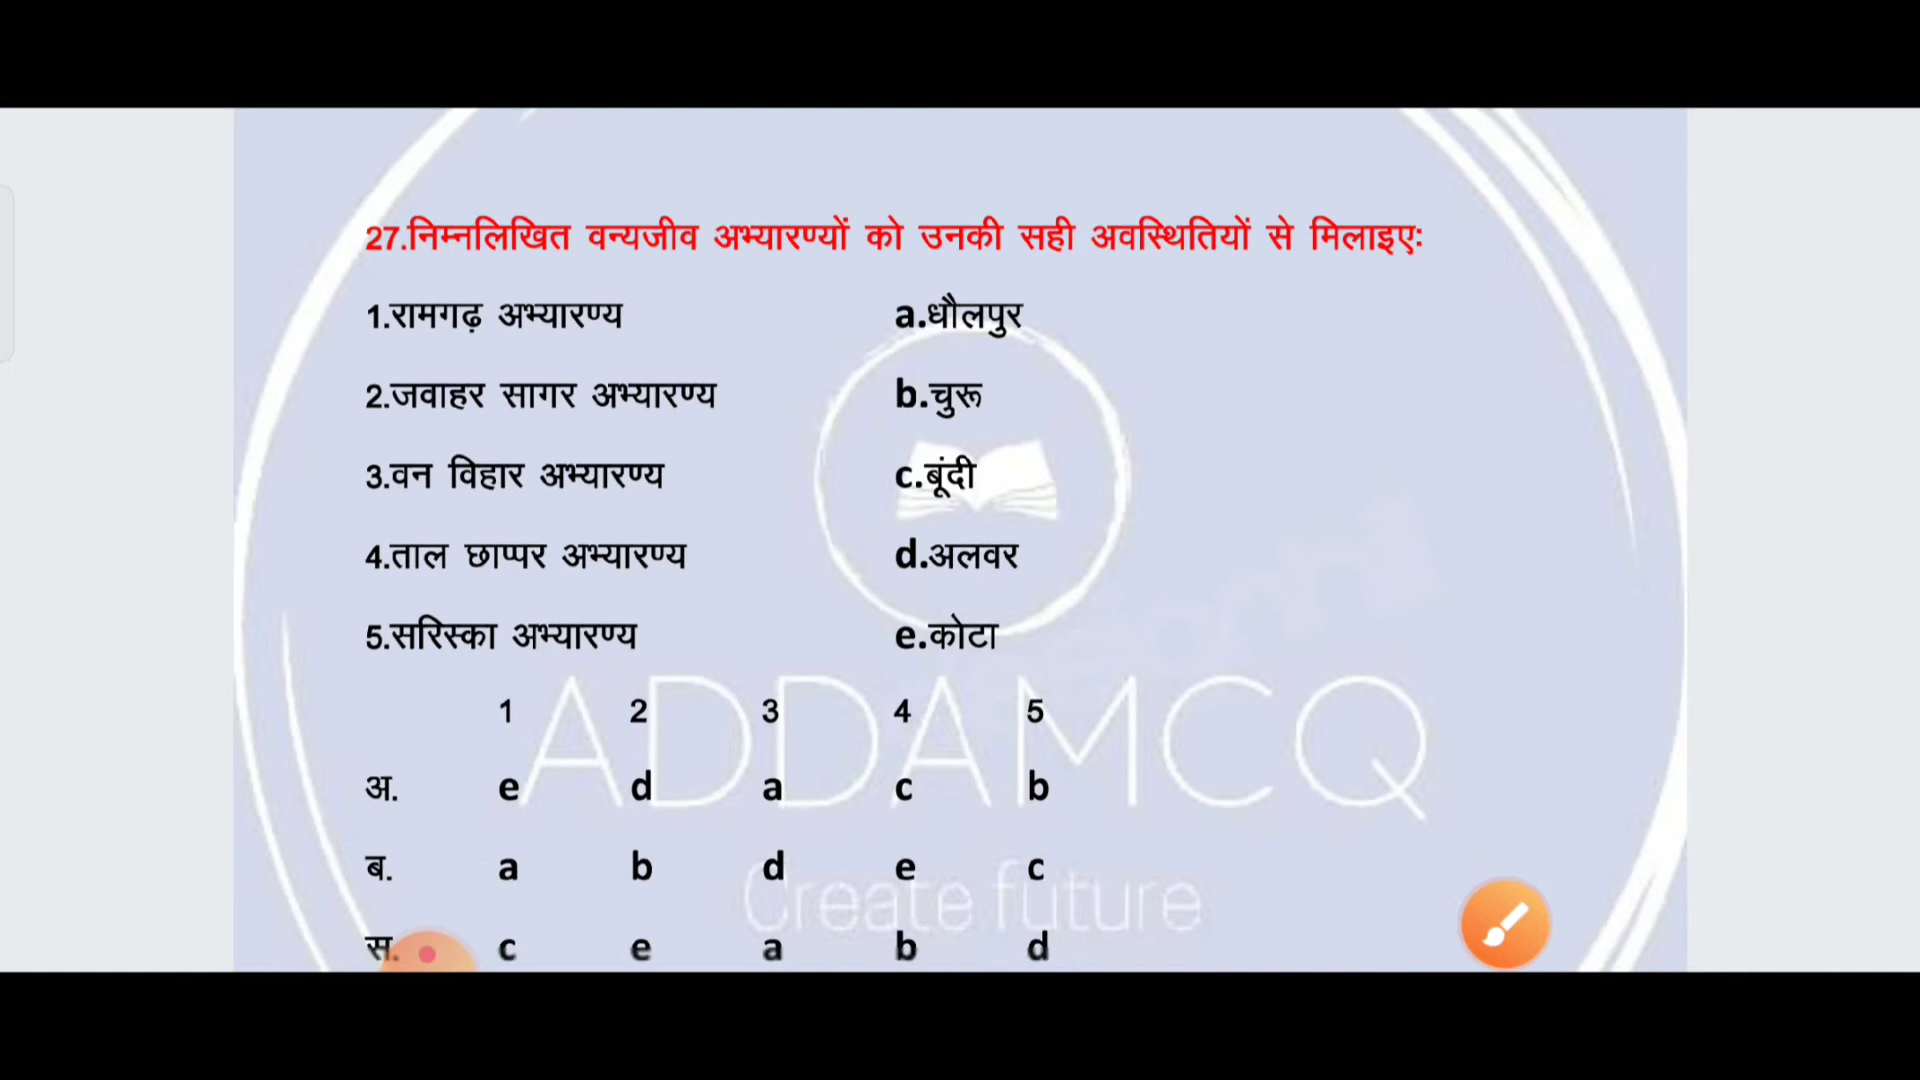 27.निम्नलिखित वन्यजीव अभ्यारण्यों को उनकी सही अवस्थितियों से मिलाइएः
1.रामगढ़ अभ्यारण्य a.धौलपुर
2.जवाहर सागर अभ्यारण्य b.चुरू
3.वन विहार अभ्यारण्य c.बूंदी
4.ताल छाप्पर अभ्यारण्य d.अलवर
5.सरिस्का अभ्यारण्य e.कोटा
1 2 3 4 5
अ. e d a c b
ब. a b d e c
स. c e a b d
ADDAMCQ
Create future